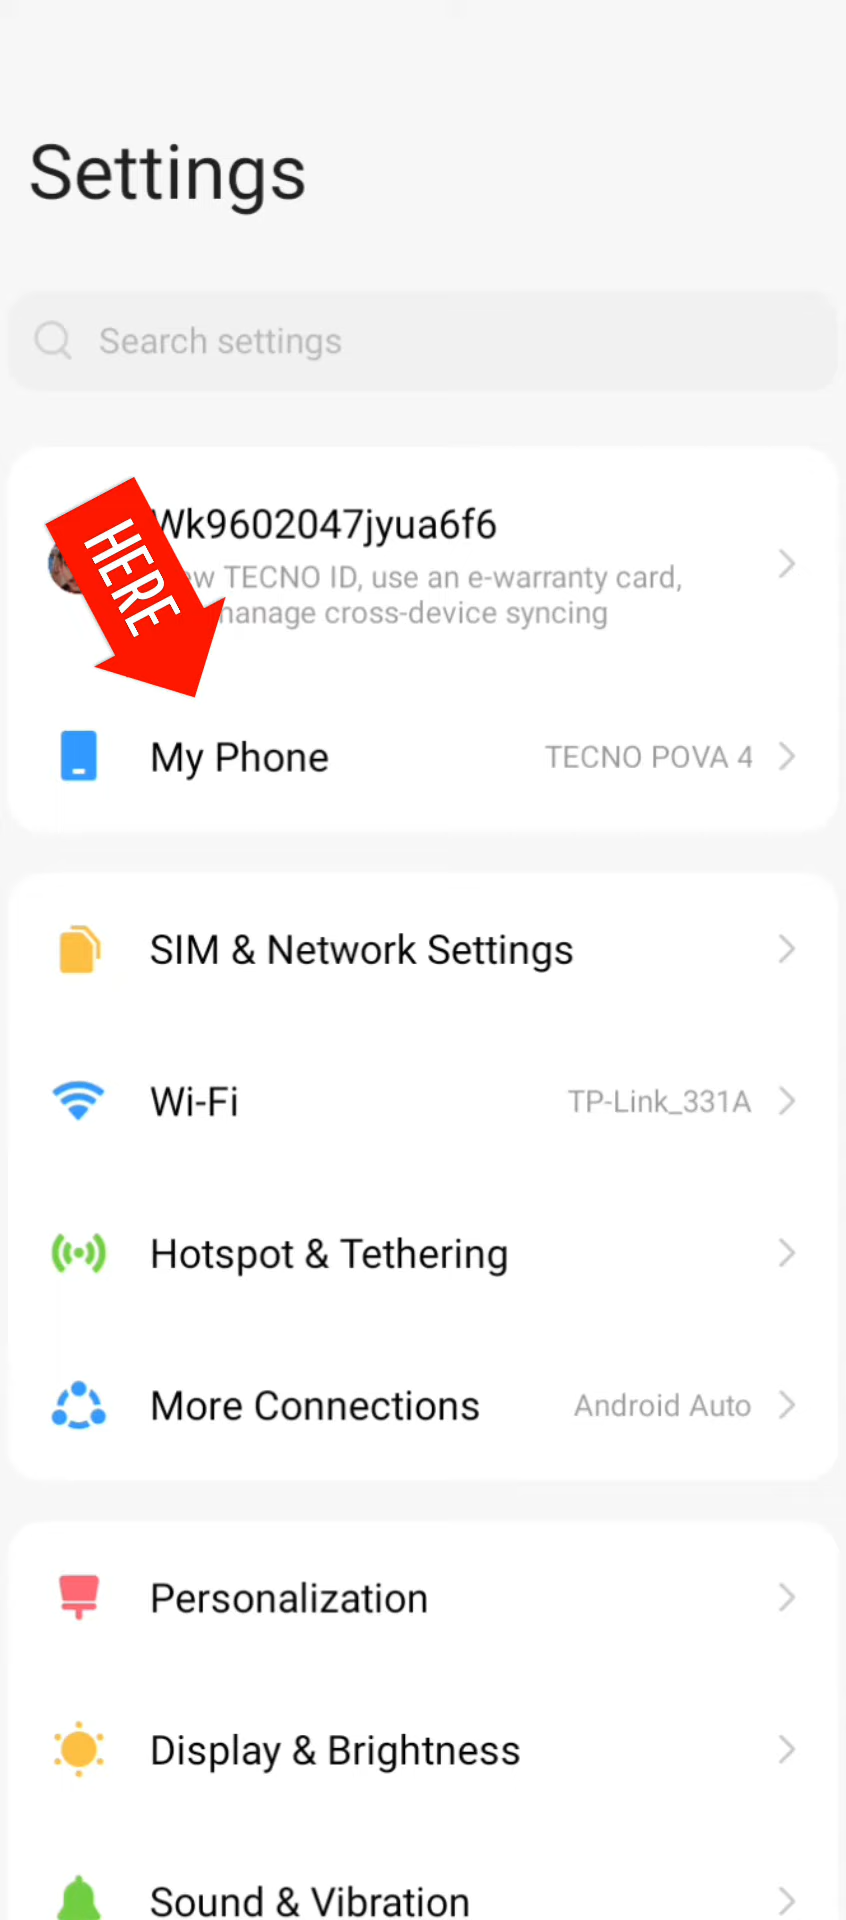 Settings
Search settings
Wk9602047jyua6f6
HERE
TECNO ID, use an e-warranty card,
manage cross-device syncing
My Phone TECNO POVA 4
SIM & Network Settings
Wi-Fi TP-Link_331A
Hotspot & Tethering
More Connections Android Auto
Personalization
Display & Brightness
Sound & Vibration